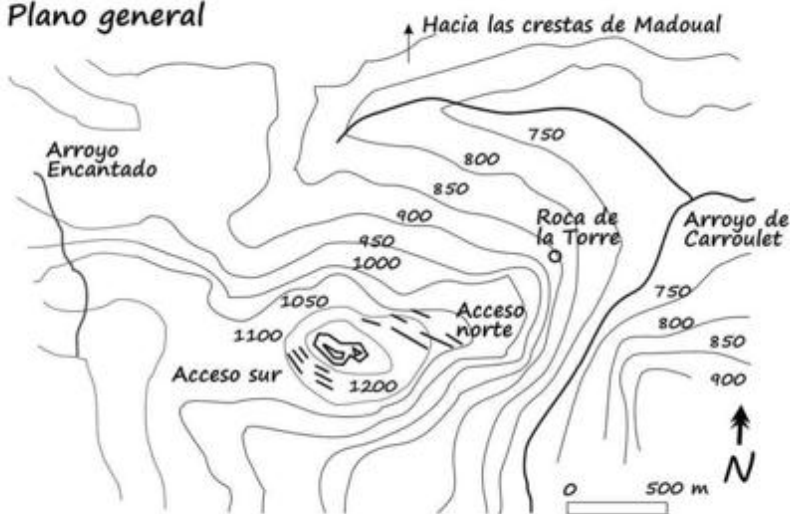 Plano general
Hacia las crestas de Madoual
Arroyo
Encantado
750
800
850
900
950
1000
1050
1100
1200
Roca de
la Torre
Arroyo de
Carroulet
Acceso
norte
Acceso sur
750
800
850
900
N
0 500 m